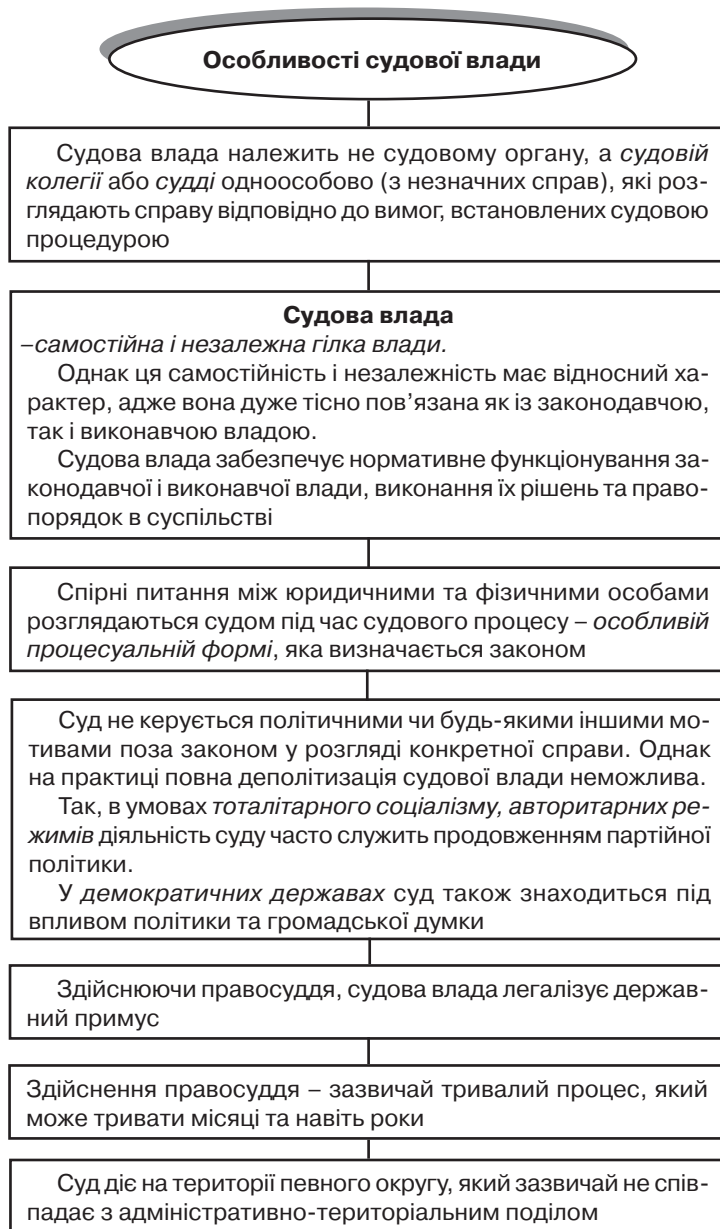 Особливості судової влади
Судова влада належить не судовому органу, а судовій
колегії або судді одноособово (з незначних справ), які роз-
глядають справу відповідно до вимог, встановлених судовою
процедурою
Судова влада
–самостійна і незалежна гілка влади.
Однак ця самостійність і незалежність має відносний ха-
рактер, адже вона дуже тісно пов’язана як із законодавчою,
так і виконавчою владою.
Судова влада забезпечує нормативне функціонування за-
конодавчої і виконавчої влади, виконання їх рішень та право-
порядок в суспільстві
Спірні питання між юридичними та фізичними особами
розглядаються судом під час судового процесу – особливій
процесуальній формі, яка визначається законом
Суд не керується політичними чи будь-якими іншими мо-
тивами поза законом у розгляді конкретної справи. Однак
на практиці повна деполітизація судової влади неможлива.
Так, в умовах тоталітарного соціалізму, авторитарних ре-
жимів діяльність суду часто служить продовженням партійної
політики.
У демократичних державах суд також знаходиться під
впливом політики та громадської думки
Здійснюючи правосуддя, судова влада легалізує держав-
ний примус
Здійснення правосуддя – зазвичай тривалий процес, який
може тривати місяці та навіть роки
Суд діє на території певного округу, який зазвичай не спів-
падає з адміністративно-територіальним поділом